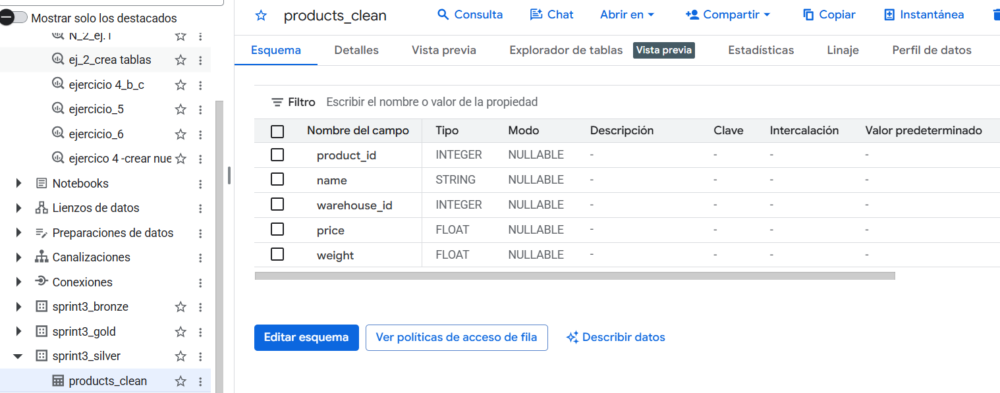 Mostrar solo los destacados
N_2_ej.1
ej_2_crea tablas
ejercicio 4_b_c
ejercicio_5
ejercicio_6
ejercico 4 -crear nue
Notebooks
Lienzos de datos
Preparaciones de datos
Canalizaciones
Conexiones
sprint3_bronze
sprint3_gold
sprint3_silver
products_clean
products_clean Consulta Chat Abrir en Compartir Copiar Instantánea
Esquema Detalles Vista previa Explorador de tablas Vista previa Estadísticas Linaje Perfil de datos
Filtro Escribir el nombre o valor de la propiedad
Nombre del campo Tipo Modo Descripción Clave Intercalación Valor predeterminado
product_id INTEGER NULLABLE - - - -
name STRING NULLABLE - - - -
warehouse_id INTEGER NULLABLE - - - -
price FLOAT NULLABLE - - - -
weight FLOAT NULLABLE - - - -
Editar esquema Ver políticas de acceso de fila Describir datos